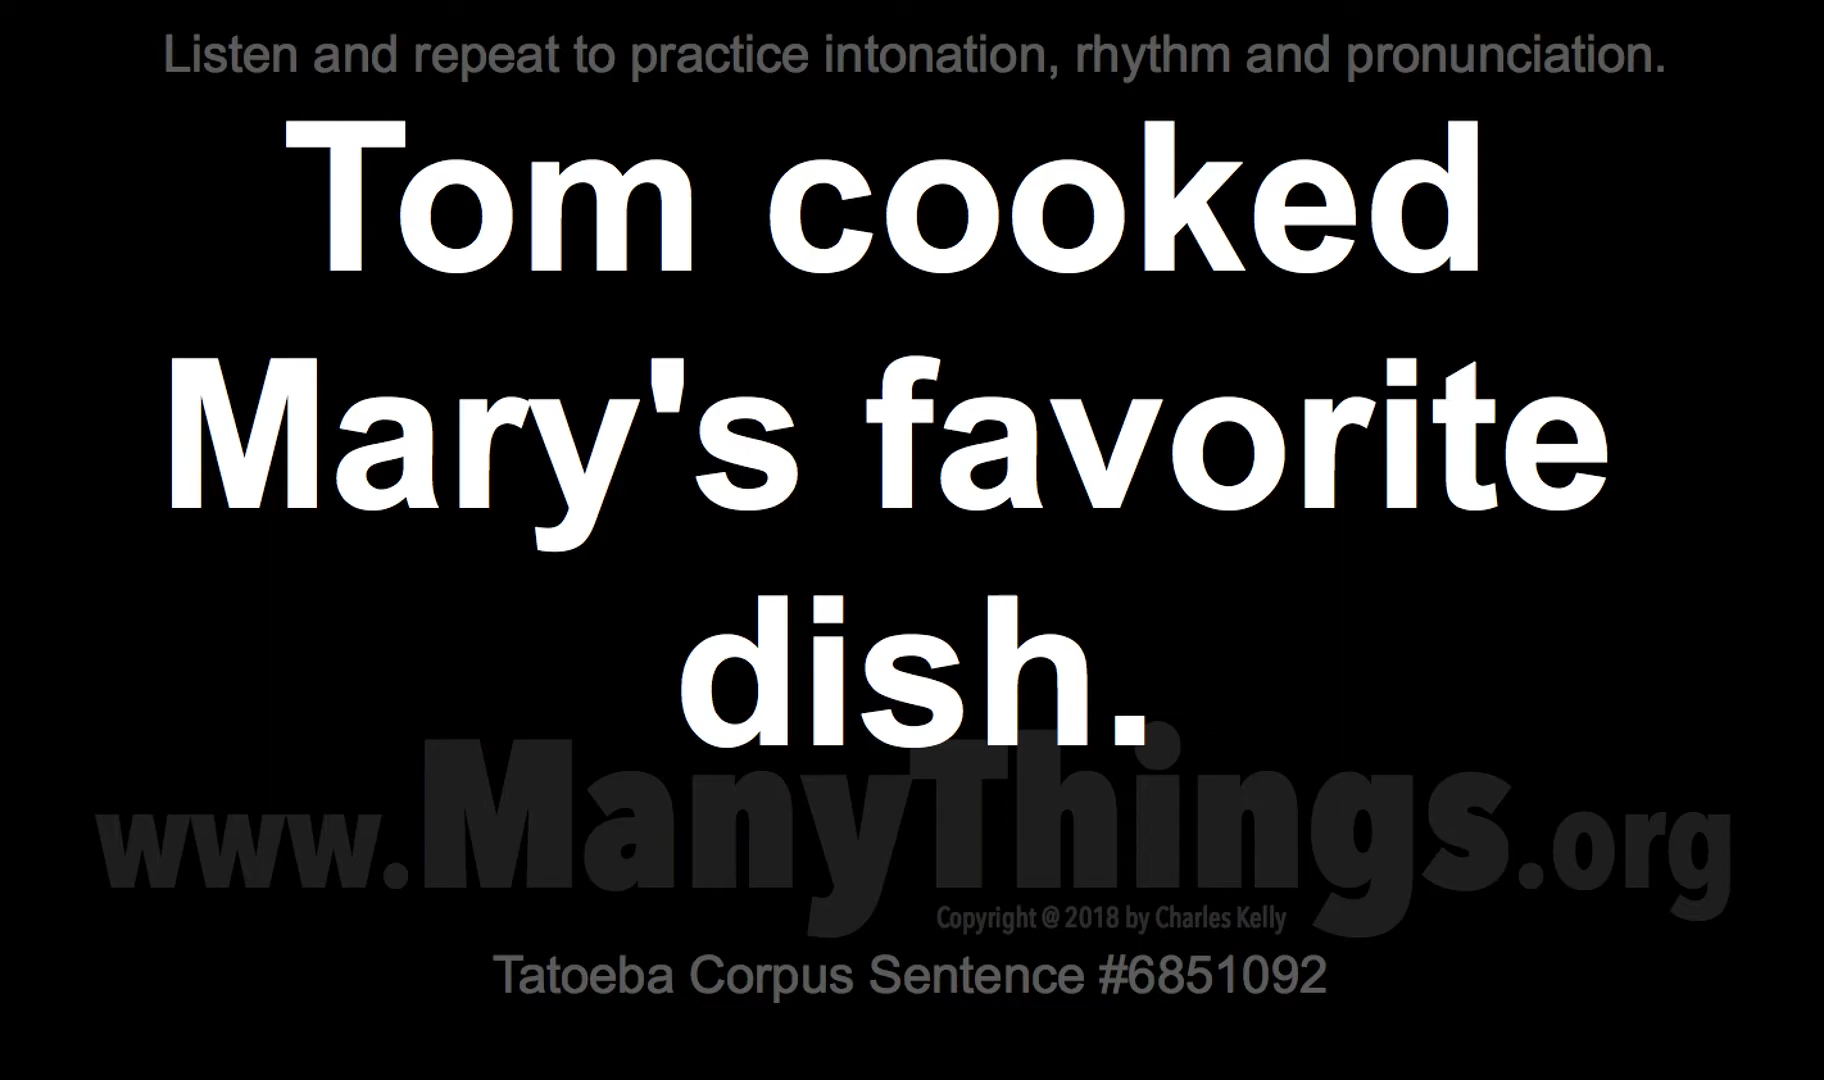 Listen and repeat to practice intonation, rhythm and pronunciation.
Tom cooked
Mary's favorite
dish.
www.ManyThings.org
Copyright @ 2018 by Charles Kelly
Tatoeba Corpus Sentence #6851092